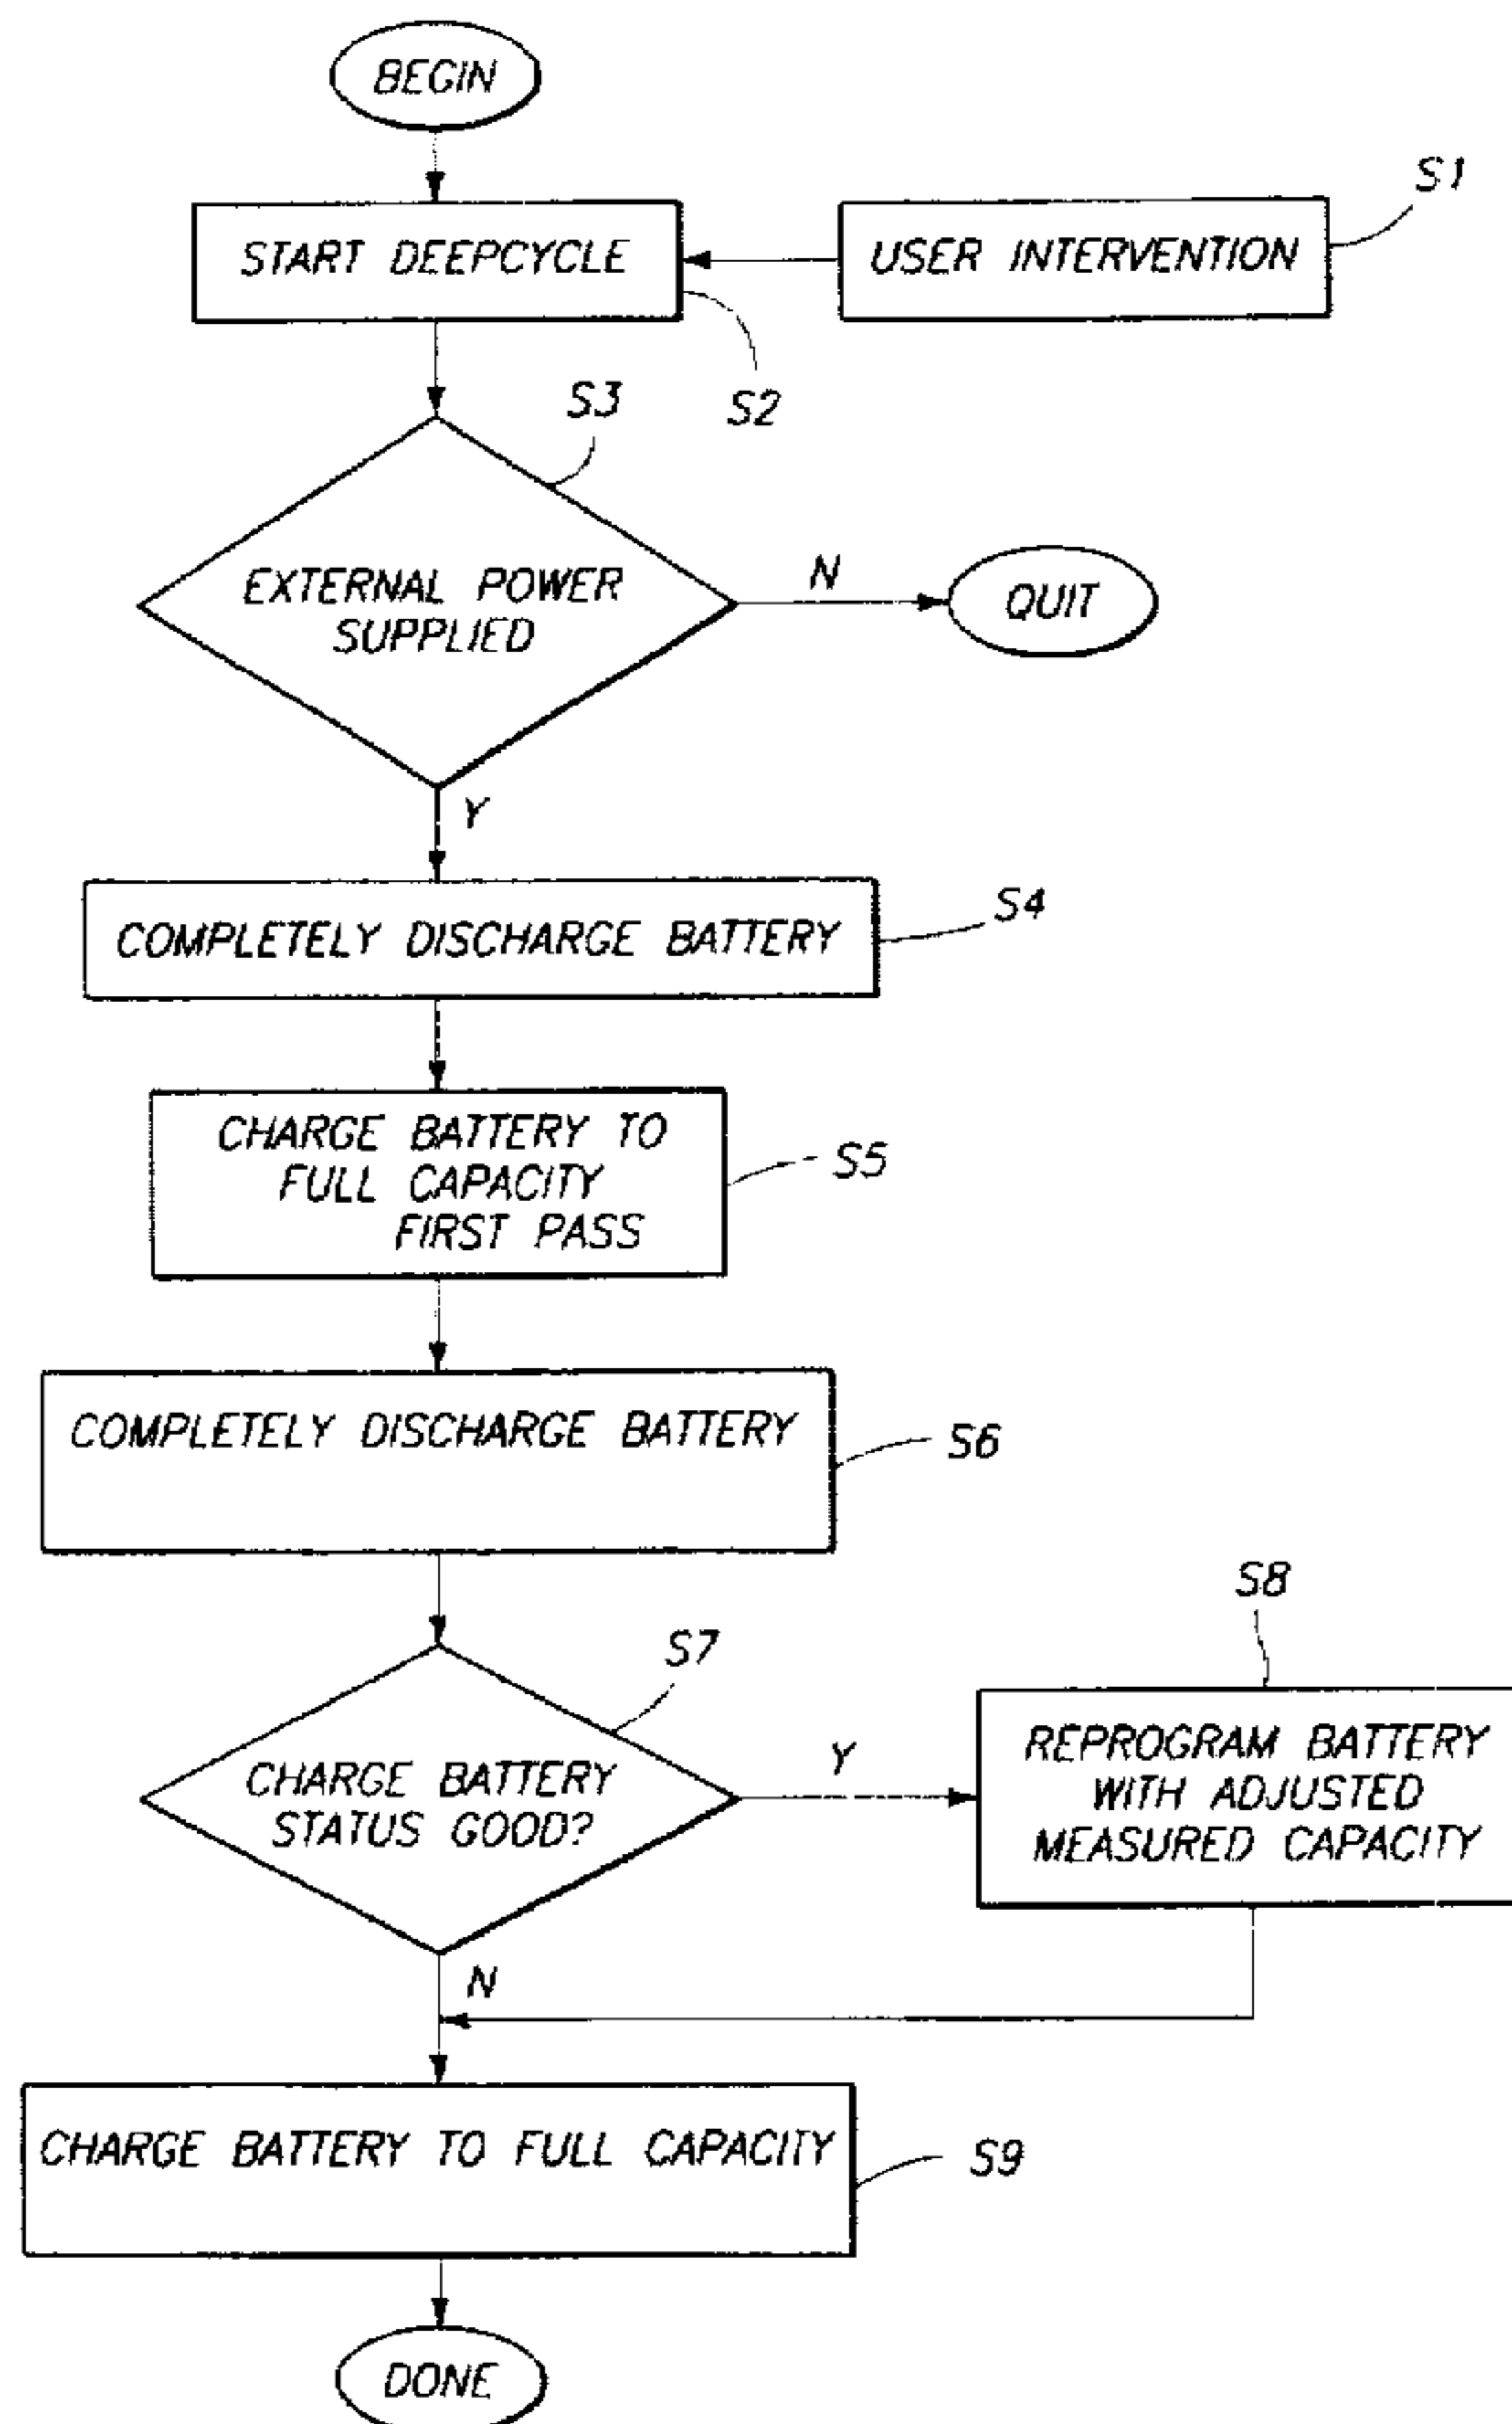 BEGIN
START DEEPCYCLE
USER INTERVENTION
S1
S2
S3
EXTERNAL POWER
SUPPLIED
N
QUIT
Y
COMPLETELY DISCHARGE BATTERY
S4
CHARGE BATTERY TO
FULL CAPACITY
FIRST PASS
S5
COMPLETELY DISCHARGE BATTERY
S6
S7
CHARGE BATTERY
STATUS GOOD?
Y
S8
REPROGRAM BATTERY
WITH ADJUSTED
MEASURED CAPACITY
N
CHARGE BATTERY TO FULL CAPACITY
S9
DONE